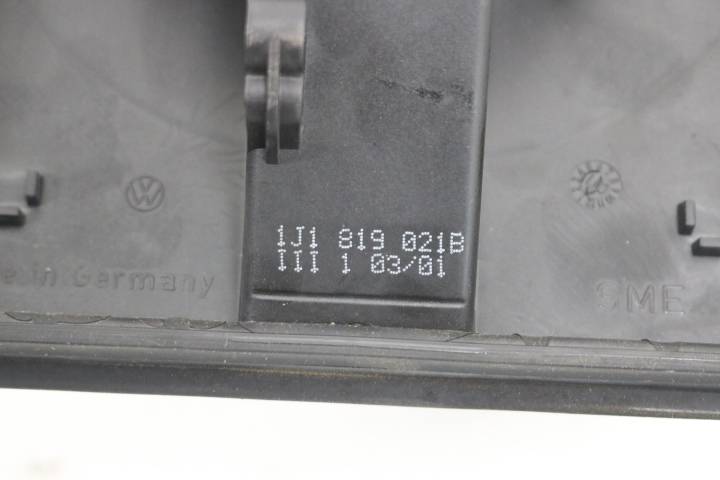 1J1 819 021B
III 1 03/01
in Germany
SME